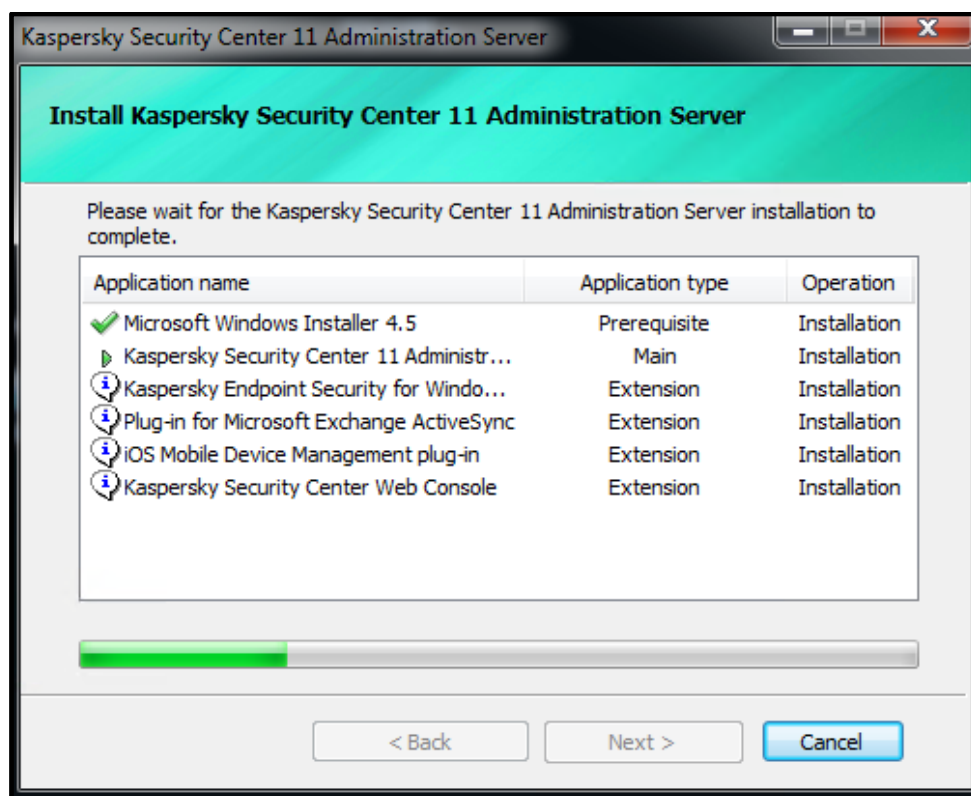 Kaspersky Security Center 11 Administration Server
Install Kaspersky Security Center 11 Administration Server
Please wait for the Kaspersky Security Center 11 Administration Server installation to
complete.
Application name Application type Operation
Microsoft Windows Installer 4.5 Prerequisite Installation
Kaspersky Security Center 11 Administr... Main Installation
Kaspersky Endpoint Security for Windo... Extension Installation
Plug-in for Microsoft Exchange ActiveSync Extension Installation
iOS Mobile Device Management plug-in Extension Installation
Kaspersky Security Center Web Console Extension Installation
< Back Next > Cancel